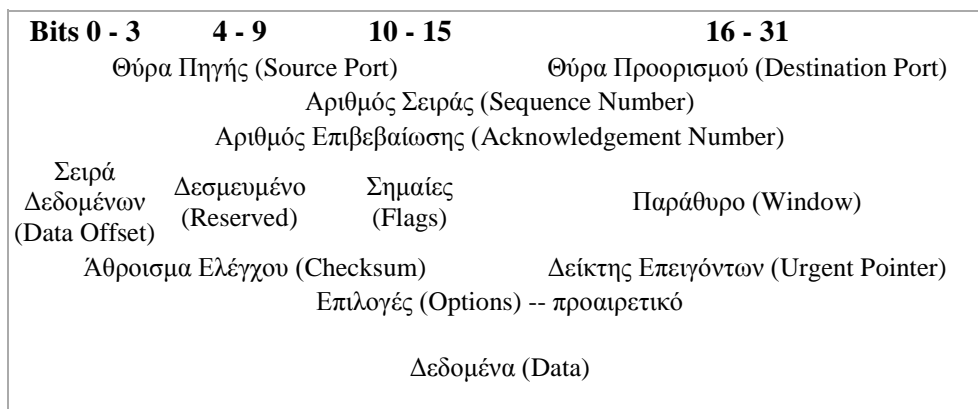 Bits 0 - 3 4 - 9 10 - 15 16 - 31
Θύρα Πηγής (Source Port) Θύρα Προορισμού (Destination Port)
Αριθμός Σειράς (Sequence Number)
Αριθμός Επιβεβαίωσης (Acknowledgement Number)
Σειρά
Δεδομένων
(Data Offset)
Δεσμευμένο
(Reserved)
Σημαίες
(Flags)
Παράθυρο (Window)
Άθροισμα Ελέγχου (Checksum) Δείκτης Επειγόντων (Urgent Pointer)
Επιλογές (Options) -- προαιρετικό
Δεδομένα (Data)